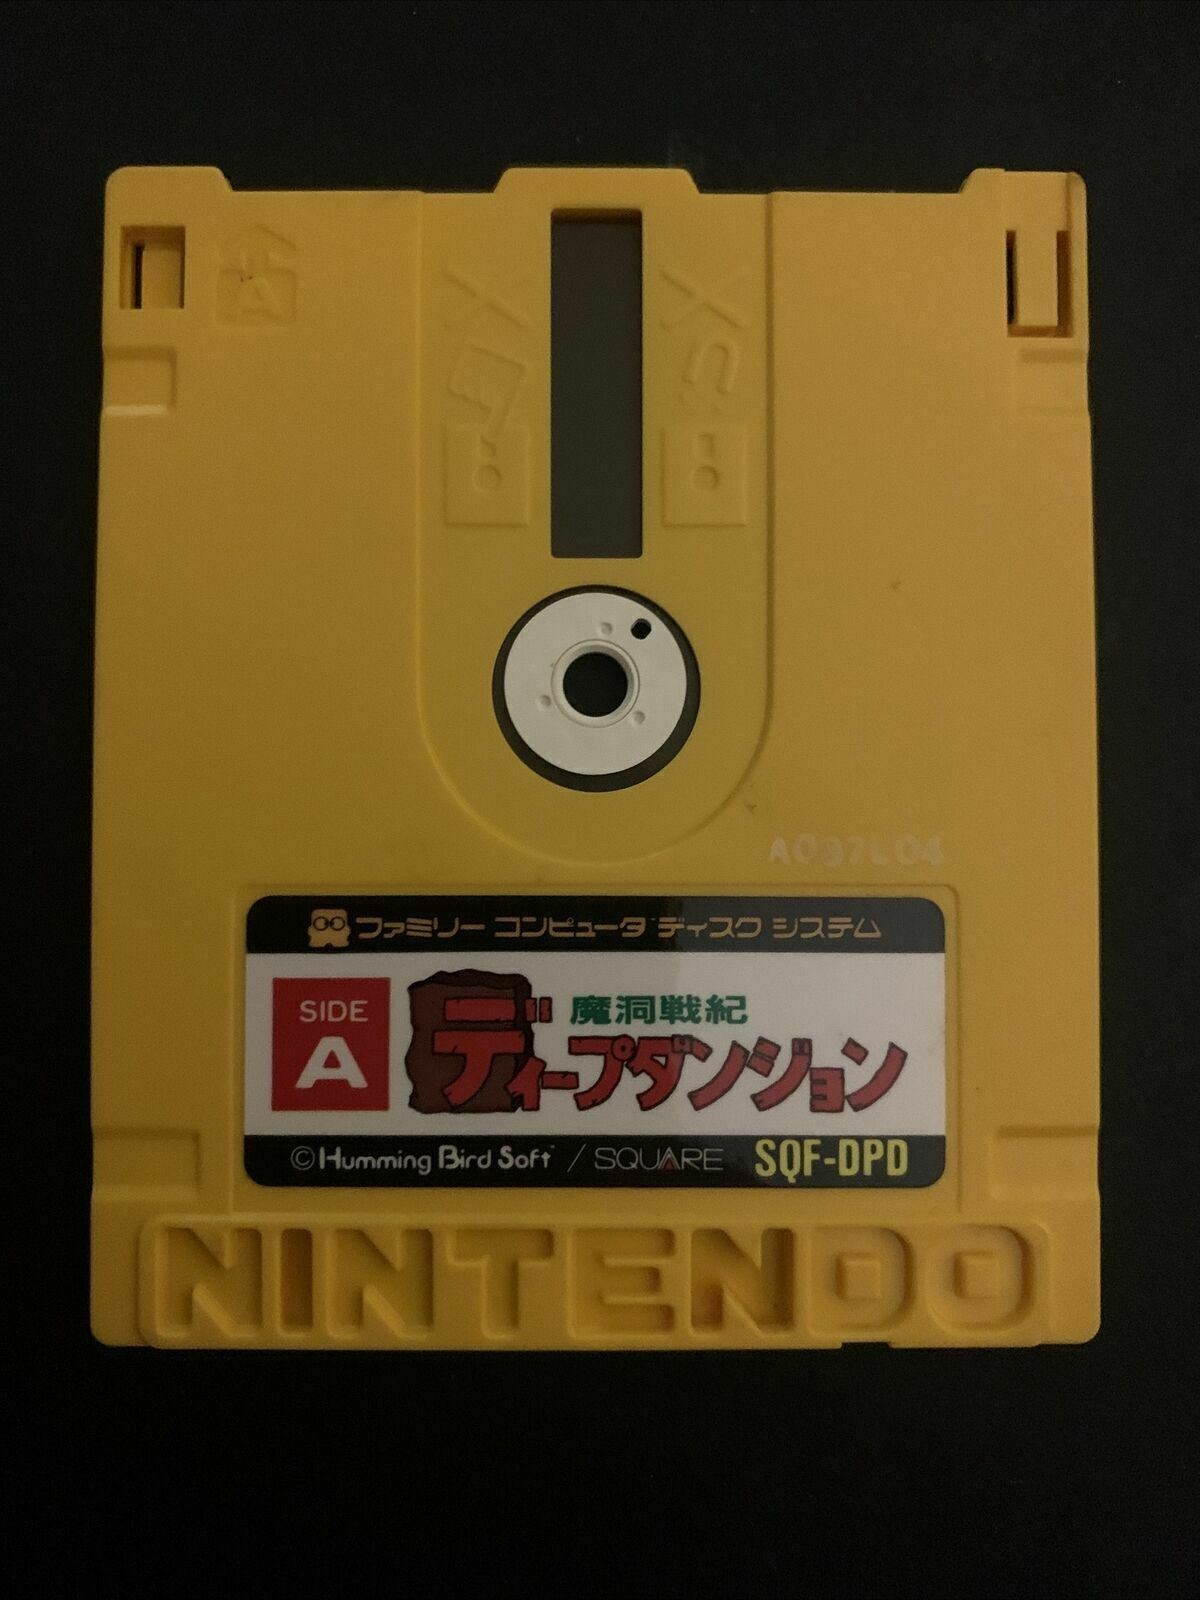 A
A097L04
ファミリー コンピュータ ディスク システム
SIDE
A
魔洞戦紀
ディープダンジョン
©Humming Bird Soft™ / SQUARE SQF-DPD
NINTENDO